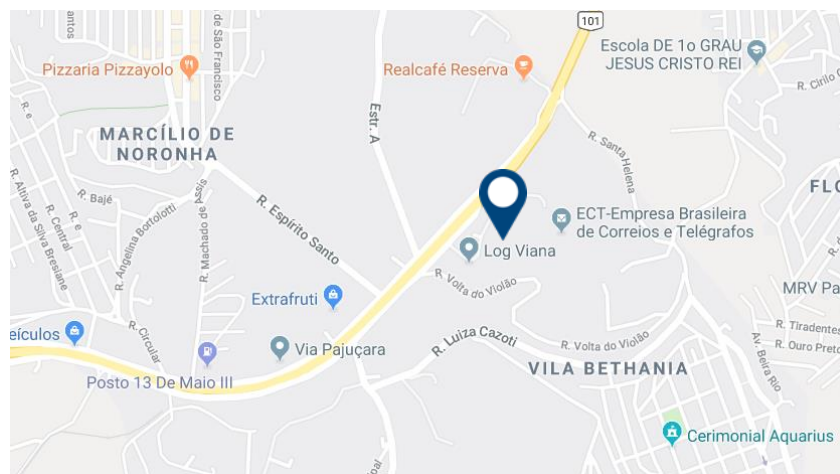 101
de São Francisco
Escola DE 1o GRAU
JESUS CRISTO REI
Pizzaria Pizzayolo
Realcafé Reserva
R. Cirilo
Estr. A
MARCÍLIO DE
NORONHA
R. e
R. Santa Helena
R. Bajé
R. Altiva da Silva Bresiane
R. Central
R. e
R. Angelina Bortolotti
R. Machado de Assis
R. Espírito Santo
FLO
ECT-Empresa Brasileira
de Correios e Telégrafos
Log Viana
R. Volta do Violão
R. de
MRV Pa
Extrafruti
eículos
R. Circular
Via Pajuçara
R. Luiza Cazoti
R. Volta do Violão
R. Tiradentes
R. Ouro Preto
Av. Beira Rio
Posto 13 De Maio III
VILA BETHANIA
Cerimonial Aquarius
pal